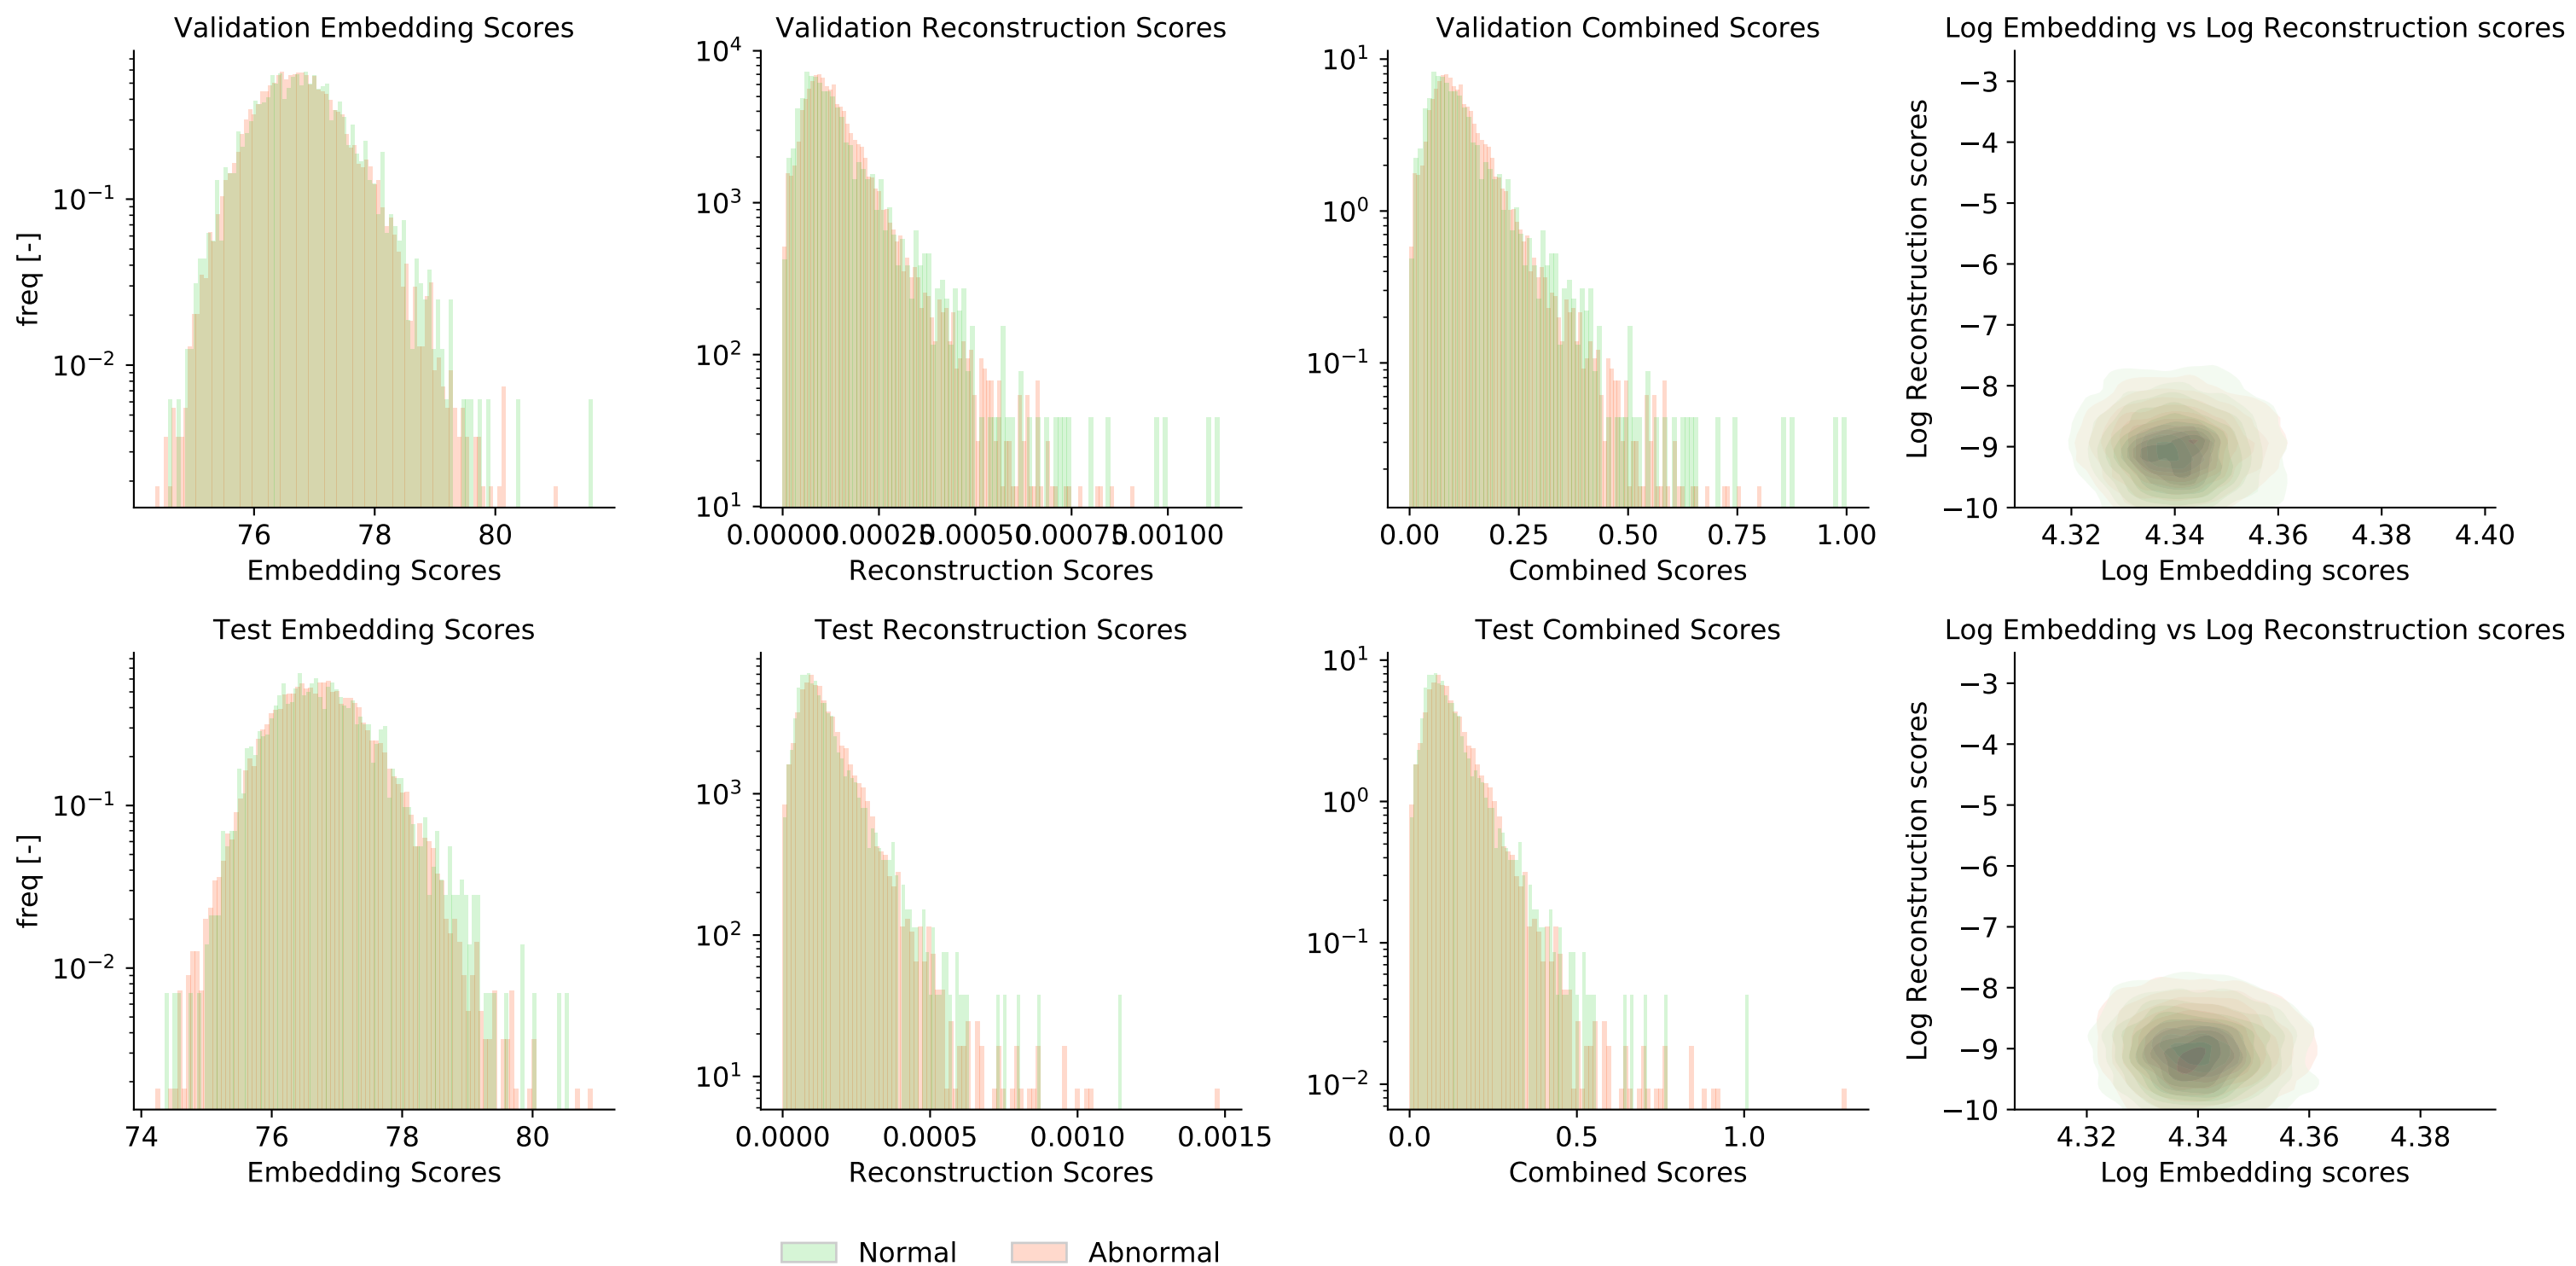 Validation Embedding Scores
10⁻¹
10⁻²
freq [-]
76 78 80
Embedding Scores
Validation Reconstruction Scores
10⁴
10³
10²
10¹
0.00000 0.00025 0.00050 0.00075 0.00100
Reconstruction Scores
Validation Combined Scores
10¹
10⁰
10⁻¹
0.00 0.25 0.50 0.75 1.00
Combined Scores
Log Embedding vs Log Reconstruction scores
Log Reconstruction scores
−3
−4
−5
−6
−7
−8
−9
−10
4.32 4.34 4.36 4.38 4.40
Log Embedding scores
Test Embedding Scores
10⁻¹
10⁻²
freq [-]
74 76 78 80
Embedding Scores
Test Reconstruction Scores
10³
10²
10¹
0.0000 0.0005 0.0010 0.0015
Reconstruction Scores
Test Combined Scores
10¹
10⁰
10⁻¹
10⁻²
0.0 0.5 1.0
Combined Scores
Log Embedding vs Log Reconstruction scores
Log Reconstruction scores
−3
−4
−5
−6
−7
−8
−9
−10
4.32 4.34 4.36 4.38
Log Embedding scores
Normal Abnormal